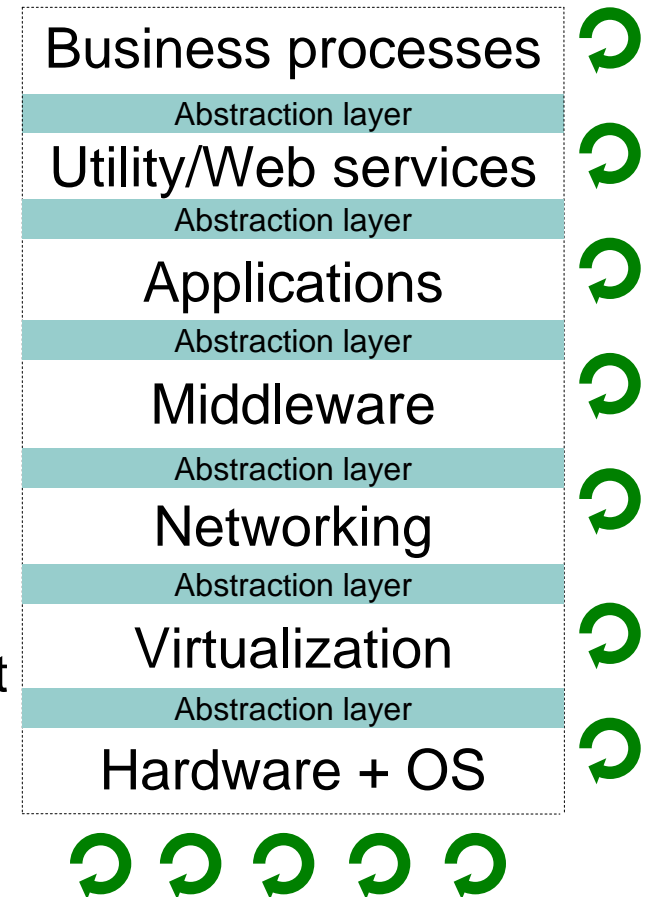 Business processes
Abstraction layer
Utility/Web services
Abstraction layer
Applications
Abstraction layer
Middleware
Abstraction layer
Networking
Abstraction layer
Virtualization
t
Abstraction layer
Hardware + OS